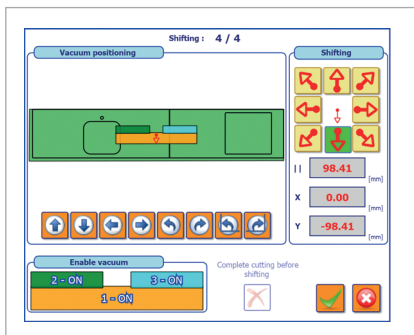 Shifting : 4 / 4
Vacuum positioning
Shifting
|| 98.41
[mm]
X 0.00
[mm]
Y -98.41
[mm]
Enable vacuum
2 - ON
3 - ON
1 - ON
Complete cutting before
shifting